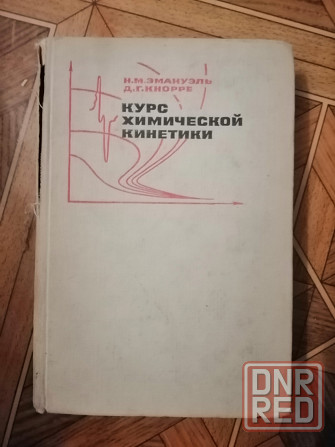 Н.М.ЭМАНУЭЛЬ
Д.Г.КНОРРЕ
КУРС
ХИМИЧЕСКОЙ
КИНЕТИКИ
DNR
RED